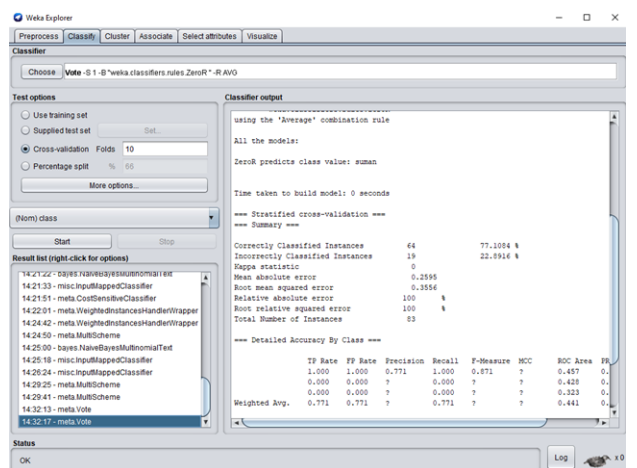 Weka Explorer
Preprocess Classify Cluster Associate Select attributes Visualize
Classifier
Choose Vote -S 1 -B "weka.classifiers.rules.ZeroR " -R AVG
Test options
Use training set
Supplied test set Set...
Cross-validation Folds 10
Percentage split % 66
More options...
(Nom) class
Start Stop
Result list (right-click for options)
14:21:22 - bayes.NaiveBayesMultinomialText
14:21:33 - misc.InputMappedClassifier
14:21:51 - meta.CostSensitiveClassifier
14:22:01 - meta.WeightedInstancesHandlerWrapper
14:24:42 - meta.WeightedInstancesHandlerWrapper
14:24:50 - meta.MultiScheme
14:25:00 - bayes.NaiveBayesMultinomialText
14:25:18 - misc.InputMappedClassifier
14:26:24 - misc.InputMappedClassifier
14:29:25 - meta.MultiScheme
14:29:41 - meta.MultiScheme
14:32:13 - meta.Vote
14:32:17 - meta.Vote
Classifier output
using the 'Average' combination rule
All the models:
ZeroR predicts class value: suman
Time taken to build model: 0 seconds
=== Stratified cross-validation ===
=== Summary ===
Correctly Classified Instances 64 77.1084 %
Incorrectly Classified Instances 19 22.8916 %
Kappa statistic 0
Mean absolute error 0.2595
Root mean squared error 0.3556
Relative absolute error 100 %
Root relative squared error 100 %
Total Number of Instances 83
=== Detailed Accuracy By Class ===
TP Rate FP Rate Precision Recall F-Measure MCC ROC Area PR
1.000 1.000 0.771 1.000 0.871 ? 0.457 0.
0.000 0.000 ? 0.000 ? ? 0.428 0.
0.000 0.000 ? 0.000 ? ? 0.323 0.
Weighted Avg. 0.771 0.771 ? 0.771 ? ? 0.441 0.
Status
OK
Log x 0